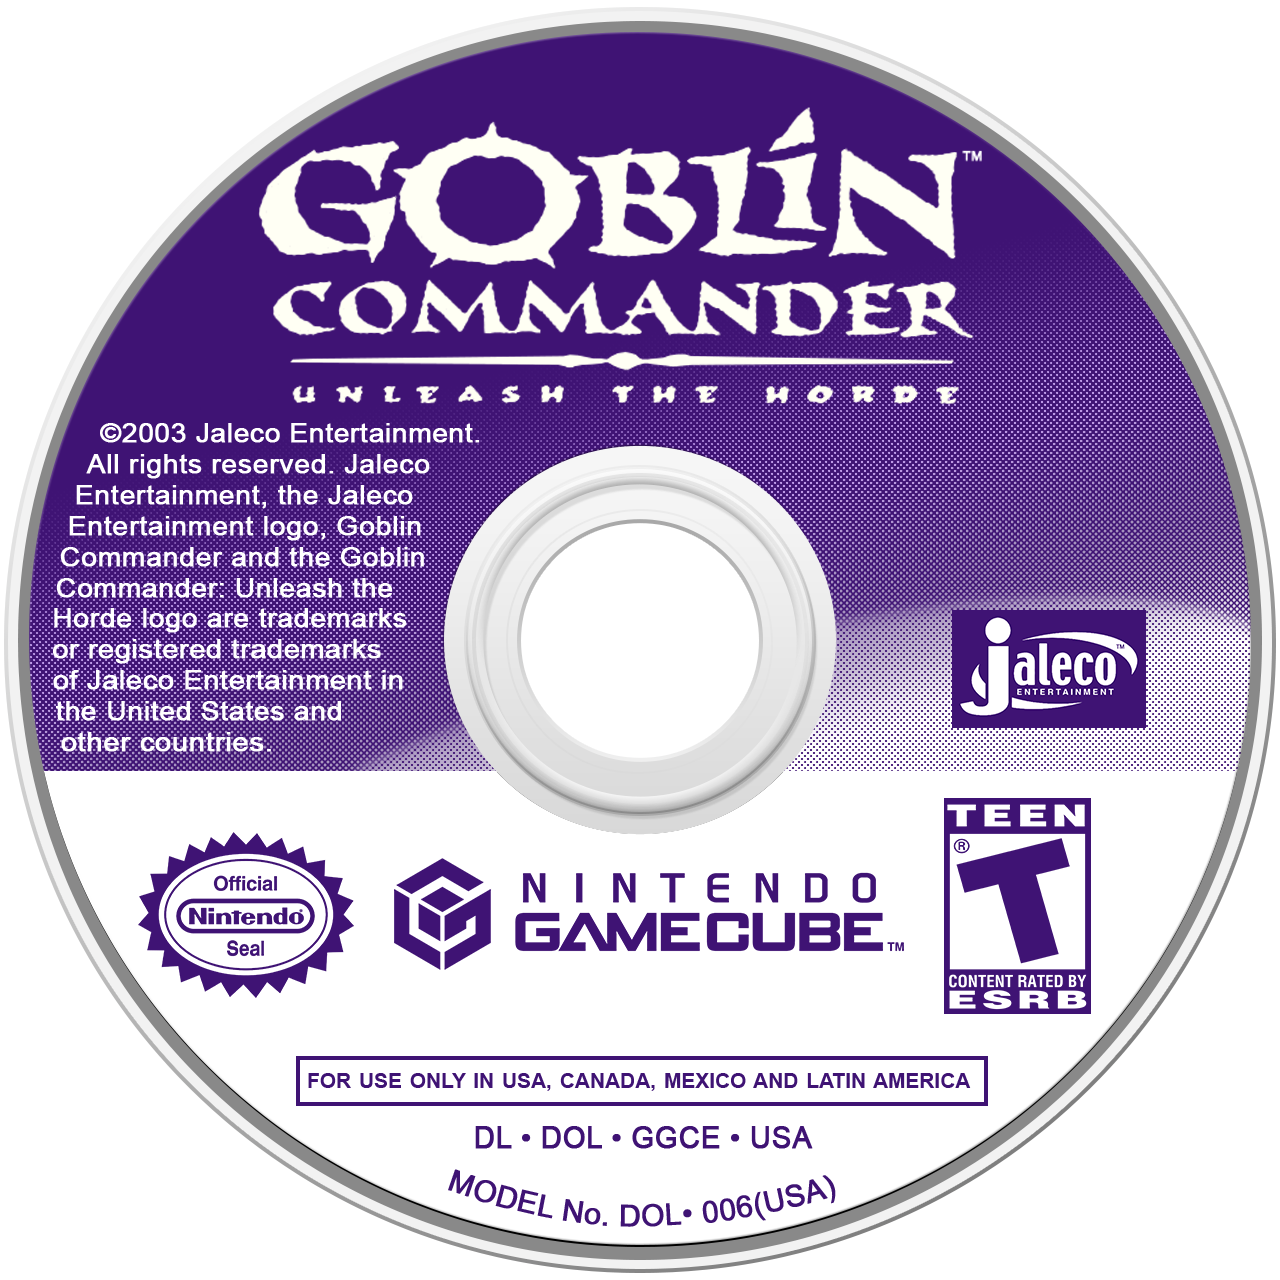 GOBLIN™
COMMANDER
UNLEASH THE HORDE
©2003 Jaleco Entertainment.
All rights reserved. Jaleco
Entertainment, the Jaleco
Entertainment logo, Goblin
Commander and the Goblin
Commander: Unleash the
Horde logo are trademarks
or registered trademarks
of Jaleco Entertainment in
the United States and
other countries.
jaleco™
ENTERTAINMENT
Official
Nintendo®
Seal
NINTENDO
GAMECUBE™
TEEN
®
T
CONTENT RATED BY
ESRB
FOR USE ONLY IN USA, CANADA, MEXICO AND LATIN AMERICA
DL • DOL • GGCE • USA
MODEL No. DOL• 006(USA)